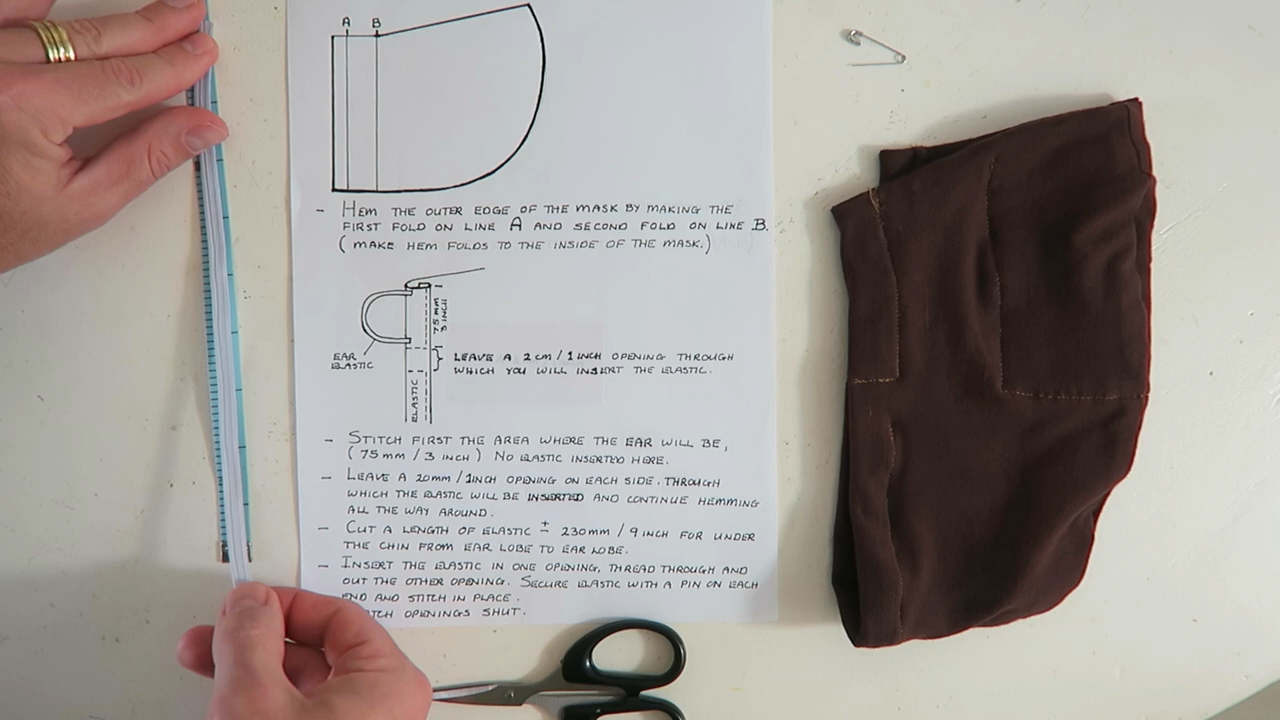 A B
- HEM THE OUTER EDGE OF THE MASK BY MAKING THE
FIRST FOLD ON LINE A AND SECOND FOLD ON LINE B.
( MAKE HEM FOLDS TO THE INSIDE OF THE MASK.)
75 MM
3 INCH
EAR
ELASTIC
LEAVE A 2 CM / 1 INCH OPENING THROUGH
WHICH YOU WILL INSERT THE ELASTIC.
ELASTIC
- STITCH FIRST THE AREA WHERE THE EAR WILL BE,
( 75 MM / 3 INCH ) NO ELASTIC INSERTED HERE.
- LEAVE A 20MM / 1INCH OPENING ON EACH SIDE. THROUGH
WHICH THE ELASTIC WILL BE INSERTED AND CONTINUE HEMMING
ALL THE WAY AROUND.
- CUT A LENGTH OF ELASTIC ± 230MM / 9 INCH FOR UNDER
THE CHIN FROM EAR LOBE TO EAR LOBE.
- INSERT THE ELASTIC IN ONE OPENING, THREAD THROUGH AND
OUT THE OTHER OPENING. SECURE ELASTIC WITH A PIN ON EACH
END AND STITCH IN PLACE.
OPENINGS SHUT.